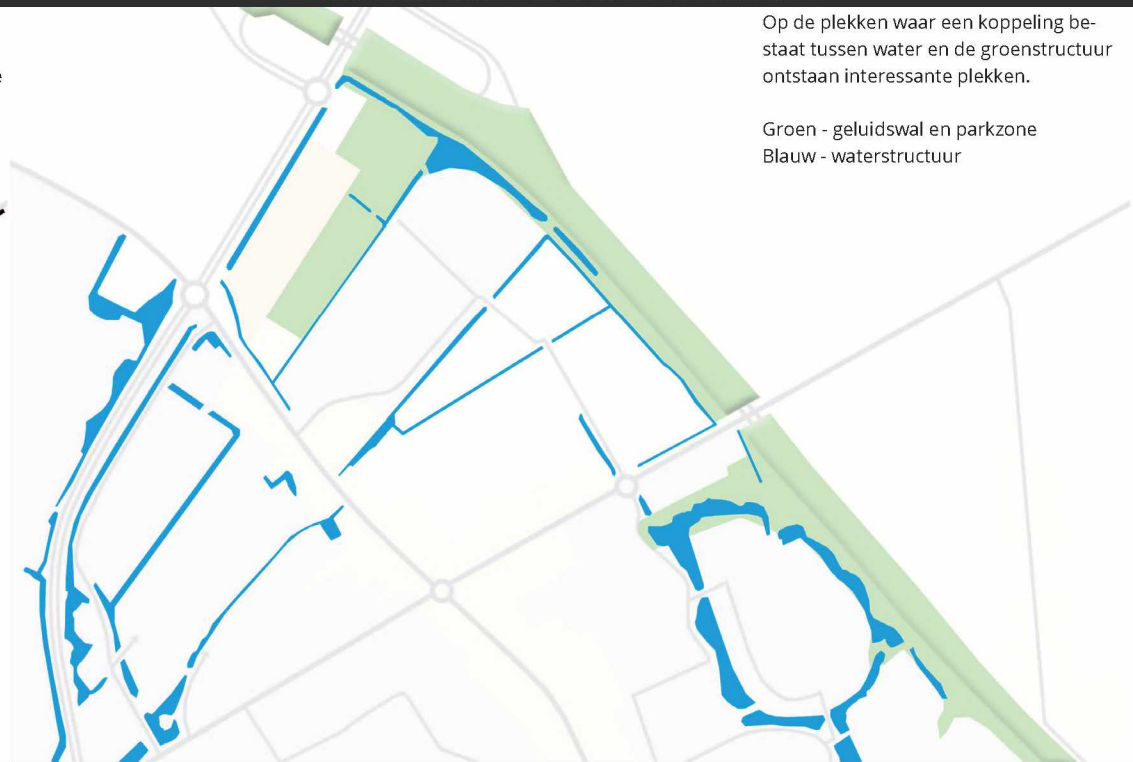 Op de plekken waar een koppeling be-
staat tussen water en de groenstructuur
ontstaan interessante plekken.
Groen - geluidswal en parkzone
Blauw - waterstructuur